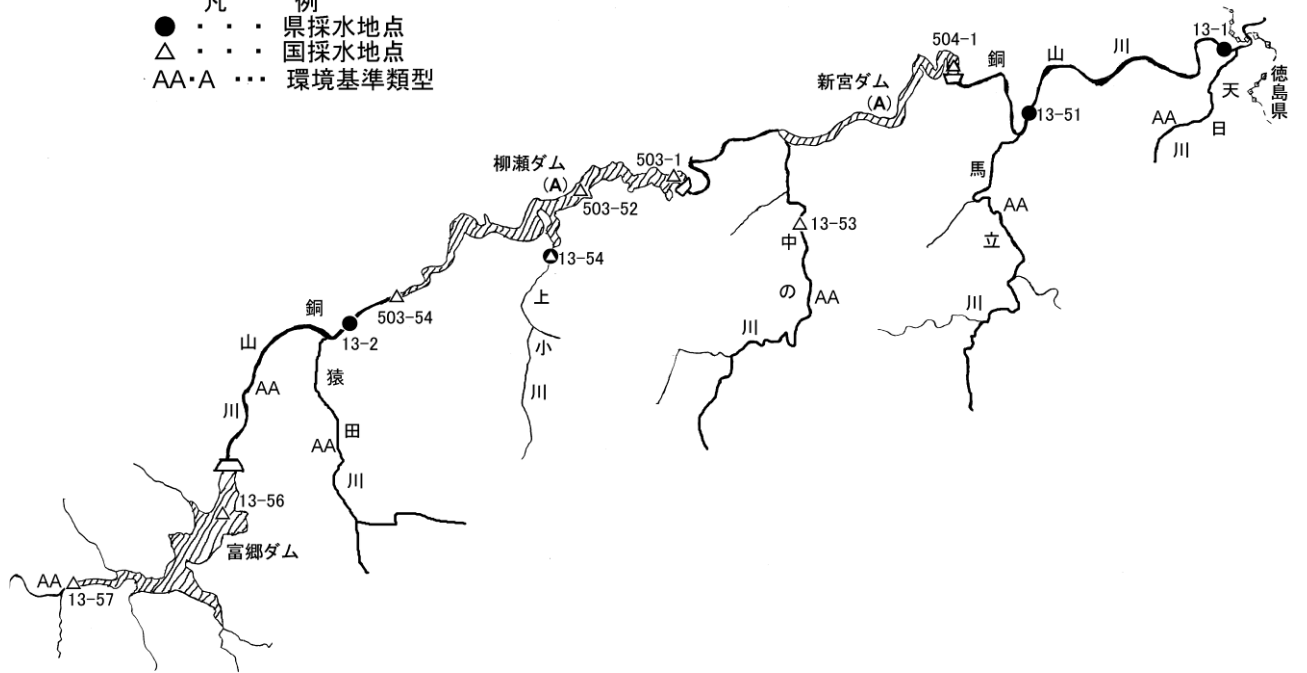 凡 例
● ・ ・ ・ 県採水地点
△ ・ ・ ・ 国採水地点
AA・A ・・・ 環境基準類型
13-1
504-1
銅山川
徳島県
新宮ダム
(A)
天日川
AA
13-51
柳瀬ダム
(A)
503-1
503-52
馬立川
AA
13-53
中の川
AA
13-54
上小川
503-54
銅山川
AA
13-2
猿田川
AA
13-56
富郷ダム
AA
13-57